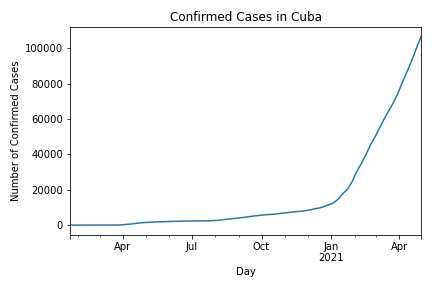 Confirmed Cases in Cuba
Number of Confirmed Cases
100000
80000
60000
40000
20000
0
Apr
Jul
Oct
Jan
2021
Apr
Day